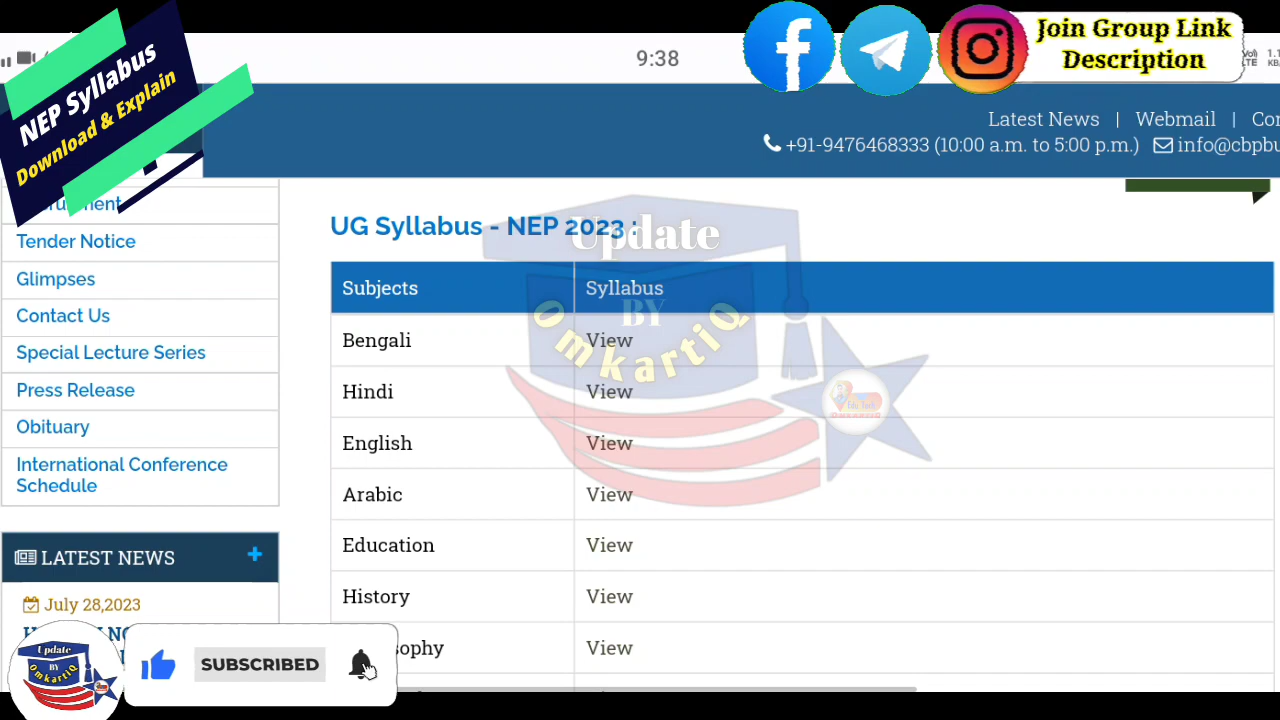 NEP Syllabus
Download & Explain
9:38
Join Group Link
Description
Latest News | Webmail |
+91-9476468333 (10:00 a.m. to 5:00 p.m.)
Tender Notice
Glimpses
Contact Us
Special Lecture Series
Press Release
Obituary
International Conference
Schedule
LATEST NEWS
July 28,2023
UG Syllabus - NEP 2023 :
Update
BY
OmkartiQ
Subjects Syllabus
Bengali View
Hindi View
English View
Arabic View
Education View
History View
View
Update
BY
OmkartiQ
SUBSCRIBED